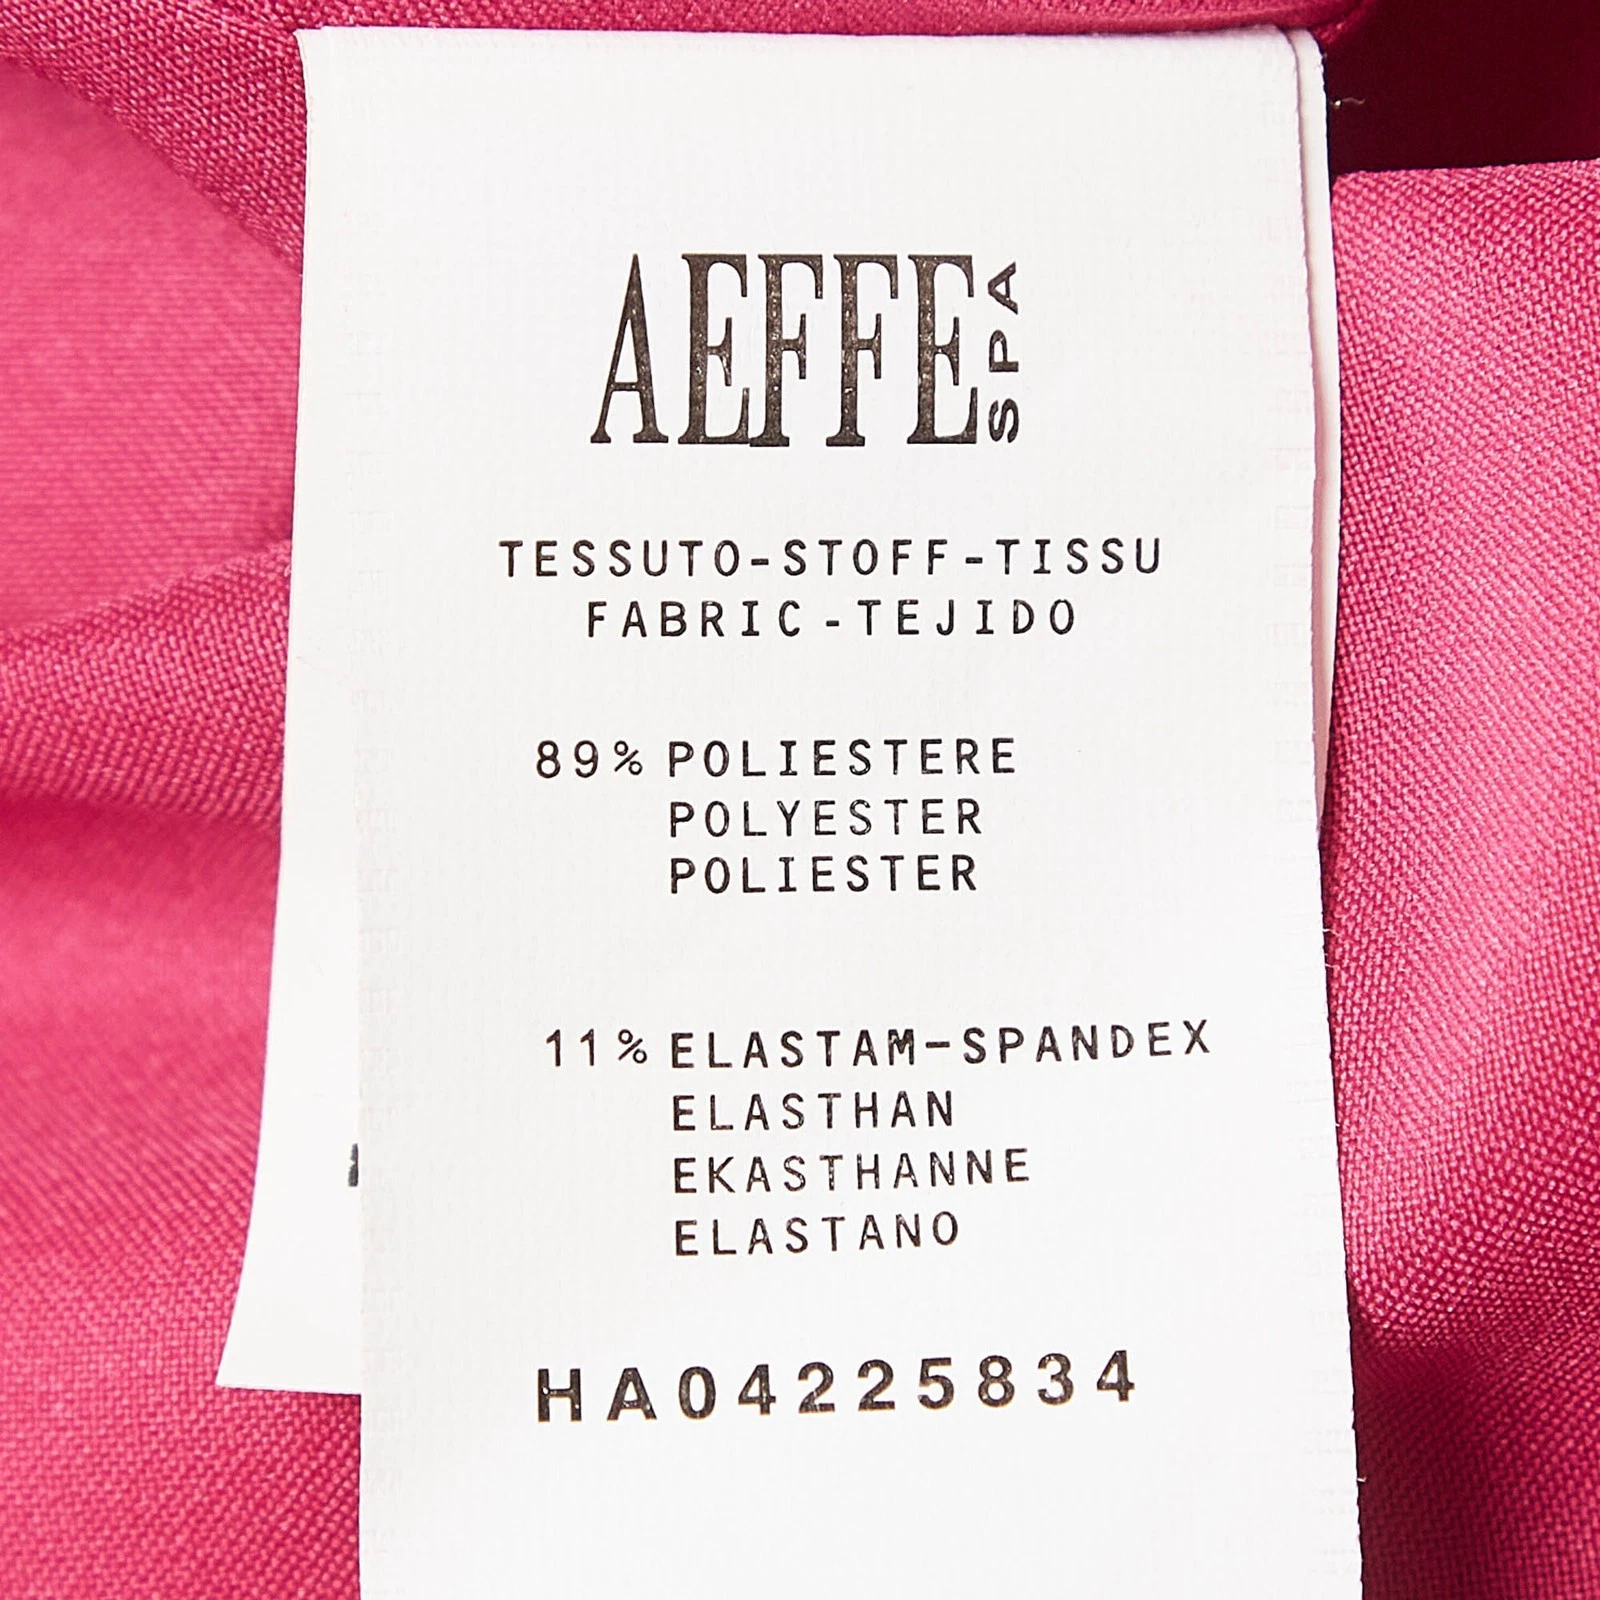 AEFFE SPA
TESSUTO-STOFF-TISSU
FABRIC-TEJIDO
89% POLIESTERE
POLYESTER
POLIESTER
11% ELASTAM-SPANDEX
ELASTHAN
EKASTHANNE
ELASTANO
HA04225834